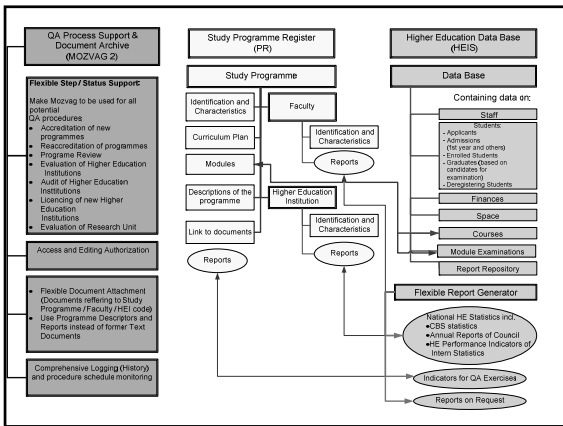 QA Process Support &
Document Archive
(MOZVAG 2)
Flexible Step / Status Support:
Make Mozvag to be used for all
potential
QA procedures:
• Accreditation of new
programmes
• Reaccreditation of programmes
• Programe Review
• Evaluation of Higher Education
Institutions
• Audit of Higher Education
Insttitutions
• Licencing of new Higher
Education
Institutions
• Evaluation of Research Unit
Access and Editing Authorization
• Flexible Document Attachment
(Documents reffering to Study
Programme / Faculty / HEI code)
• Use Programme Descriptors and
Reports instead of former Text
Documents
Comprehensive Logging (History)
and procedure schedule monitoring
Study Programme Register
(PR)
Study Programme
Identification and
Characteristics
Curriculum Plan
Modules
Descriptions of the
programme
Link to documents
Reports
Faculty
Identification and
Characteristics
Reports
Higher Education
Institution
Identification and
Characteristics
Reports
Higher Education Data Base
(HEIS)
Data Base
Containing data on:
Staff
Students:
- Applicants
- Admissions
(1st year and others)
- Enrolled Students
- Graduates (based on
candidates for
examination)
- Deregistering Students
Finances
Space
Courses
Module Examinations
Report Repository
Flexible Report Generator
National HE Statistics incl.
•CBS statistics
•Annual Reports of Council
•HE Performance Indicators of
Intern Statistics
Indicators for QA Exercises
Reports on Request